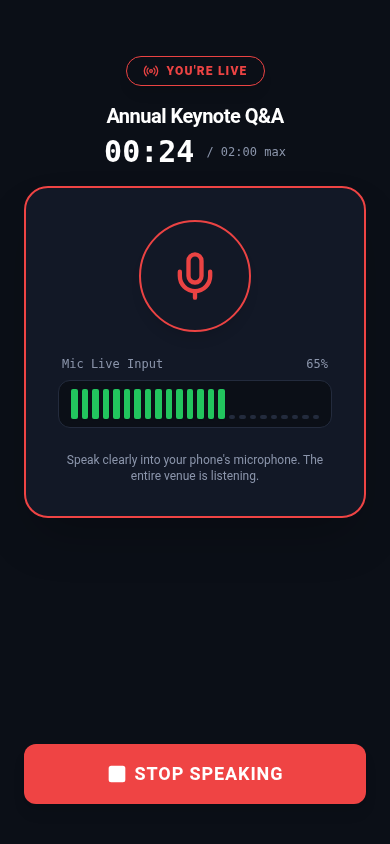 YOU'RE LIVE
Annual Keynote Q&A
00:24 / 02:00 max
Mic Live Input 65%
Speak clearly into your phone's microphone. The
entire venue is listening.
STOP SPEAKING